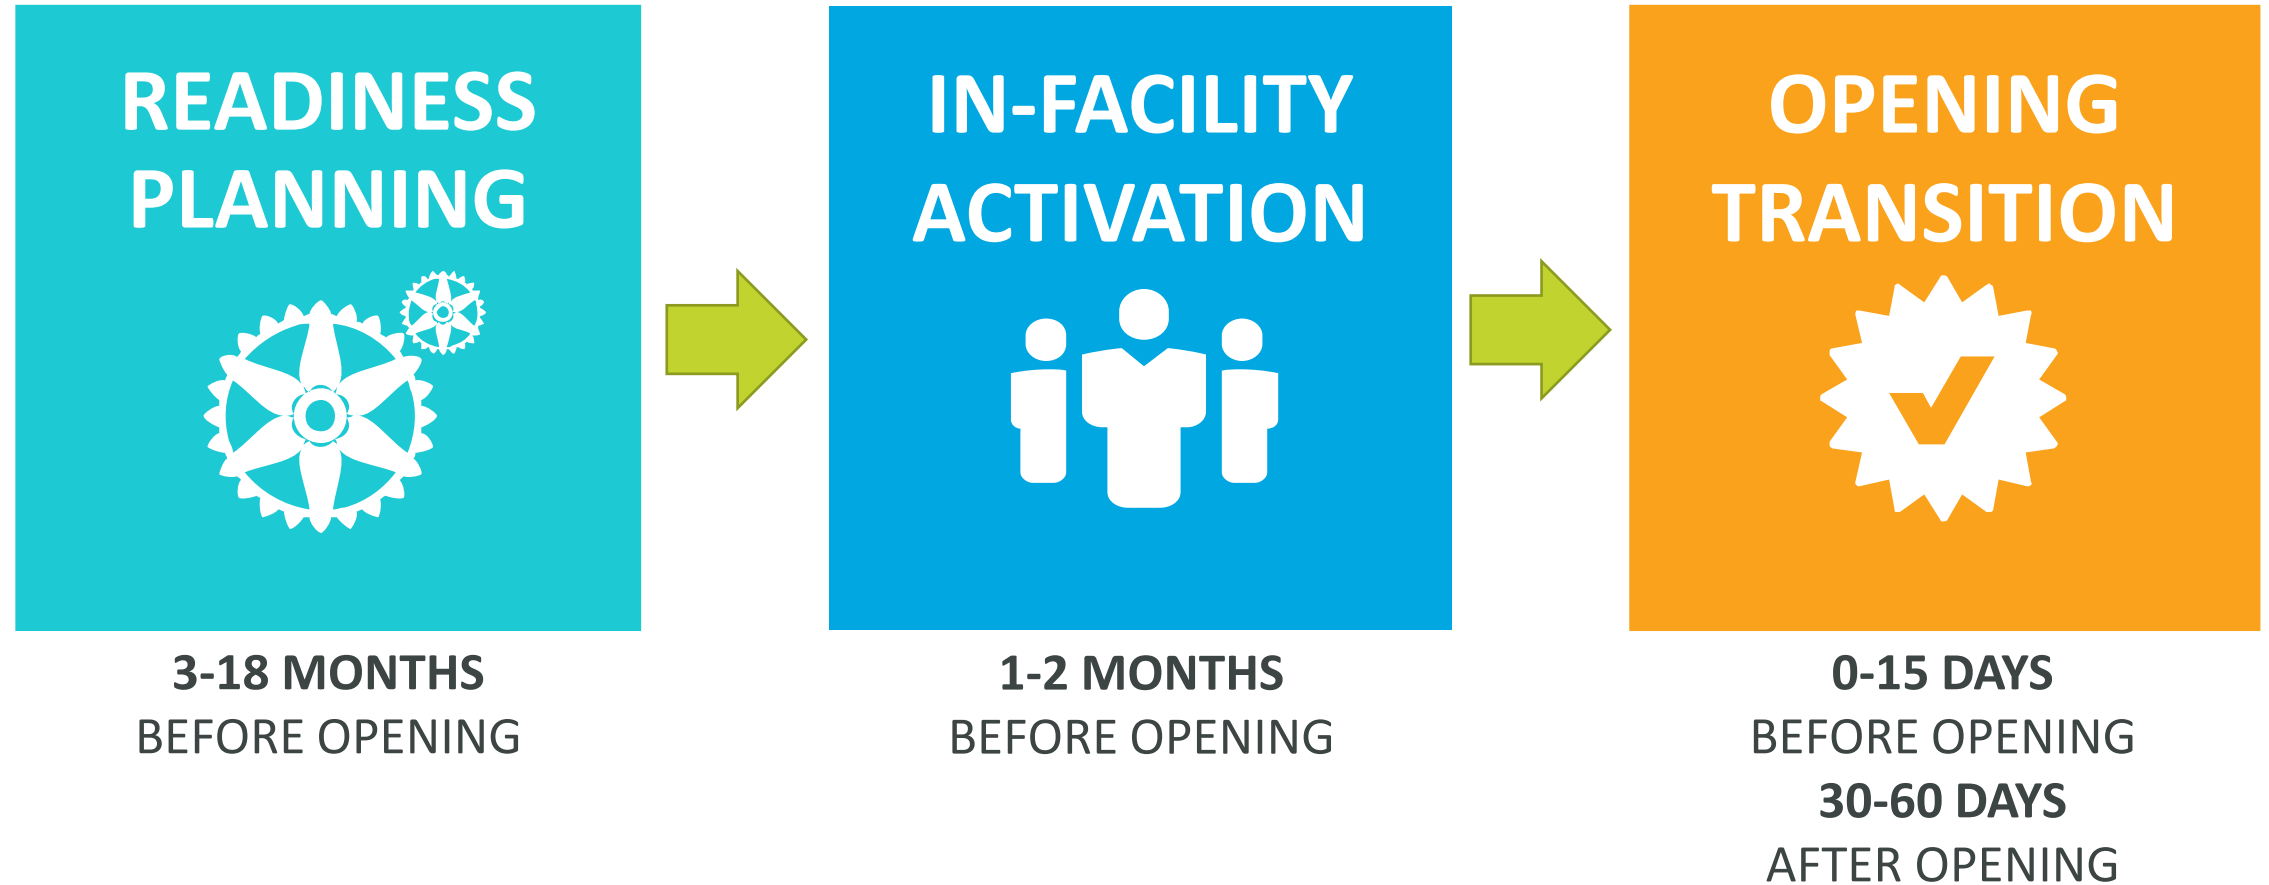 READINESS
PLANNING
3-18 MONTHS
BEFORE OPENING
IN-FACILITY
ACTIVATION
1-2 MONTHS
BEFORE OPENING
OPENING
TRANSITION
0-15 DAYS
BEFORE OPENING
30-60 DAYS
AFTER OPENING